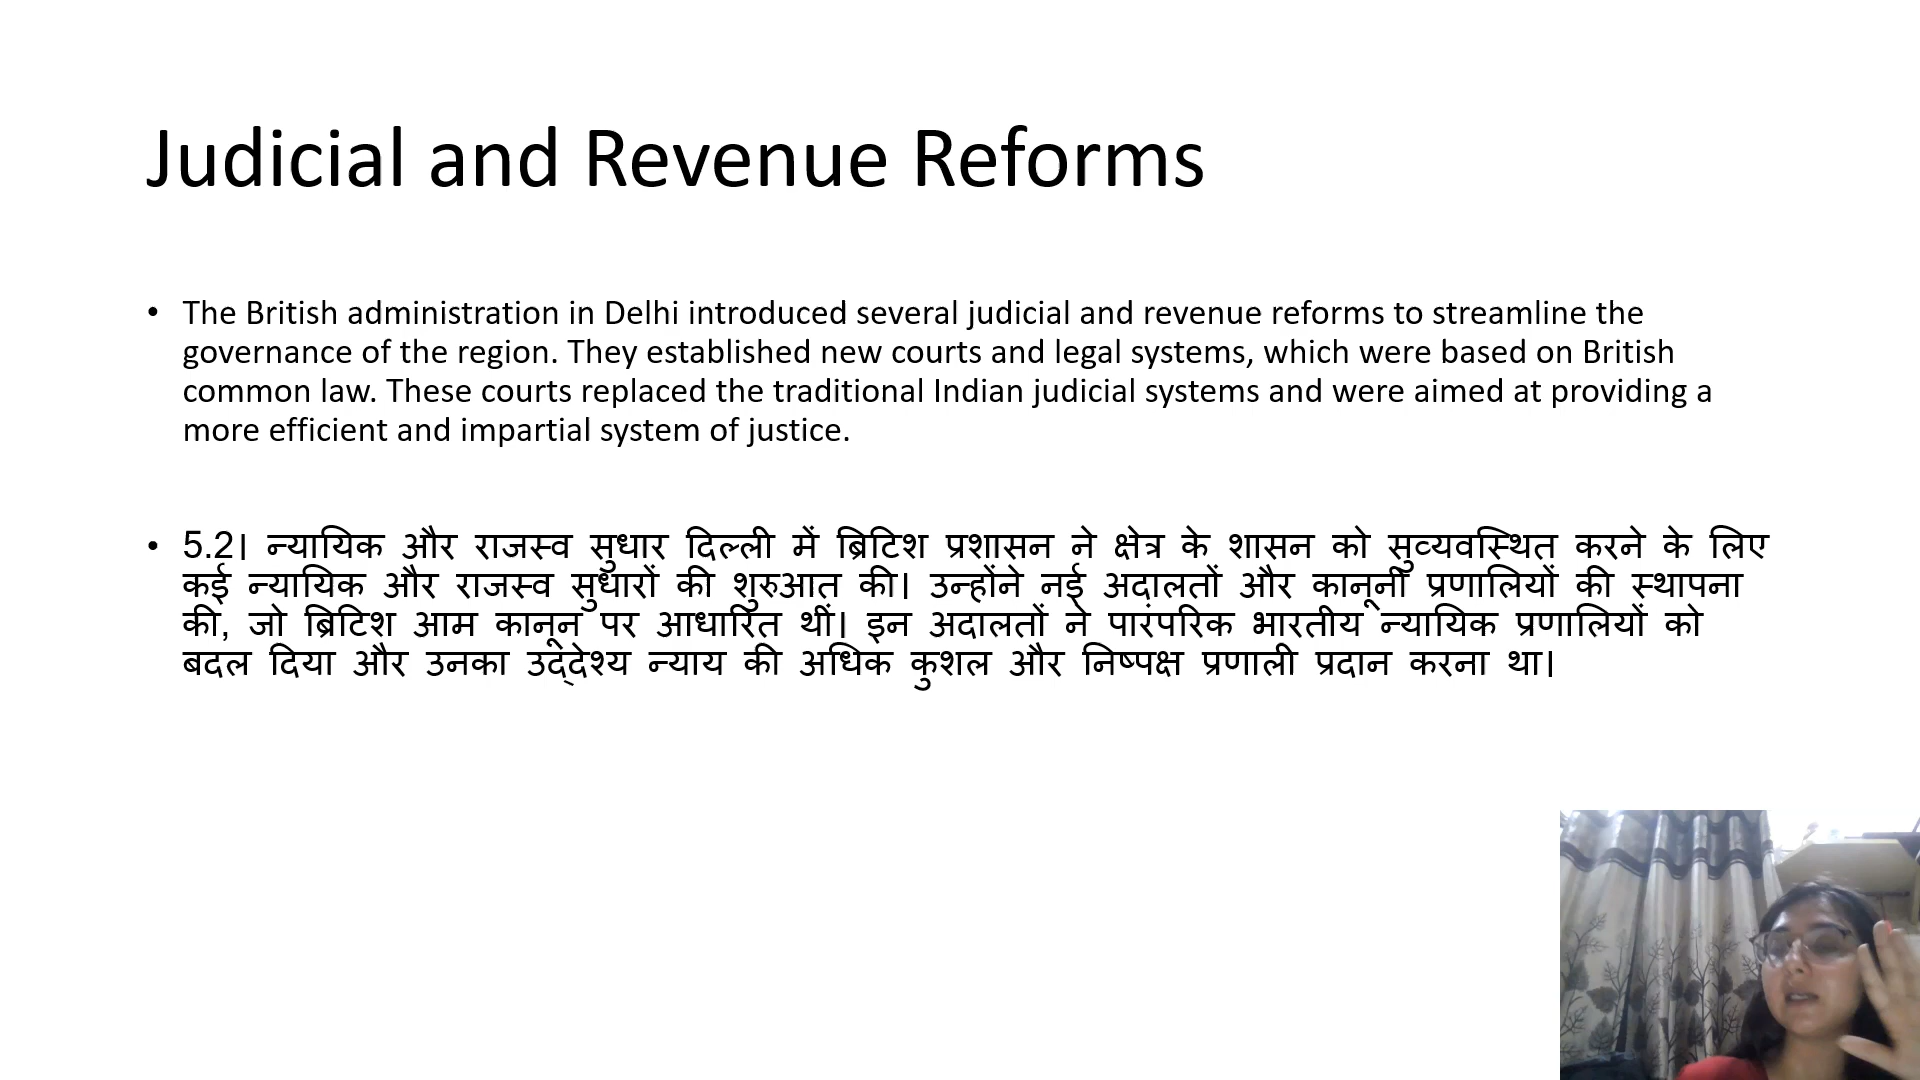 Judicial and Revenue Reforms
• The British administration in Delhi introduced several judicial and revenue reforms to streamline the
governance of the region. They established new courts and legal systems, which were based on British
common law. These courts replaced the traditional Indian judicial systems and were aimed at providing a
more efficient and impartial system of justice.
• 5.2। न्यायिक और राजस्व सुधार दिल्ली में ब्रिटिश प्रशासन ने क्षेत्र के शासन को सुव्यवस्थित करने के लिए
कई न्यायिक और राजस्व सुधारों की शुरुआत की। उन्होंने नई अदालतों और कानूनी प्रणालियों की स्थापना
की, जो ब्रिटिश आम कानून पर आधारित थीं। इन अदालतों ने पारंपरिक भारतीय न्यायिक प्रणालियों को
बदल दिया और उनका उद्देश्य न्याय की अधिक कुशल और निष्पक्ष प्रणाली प्रदान करना था।